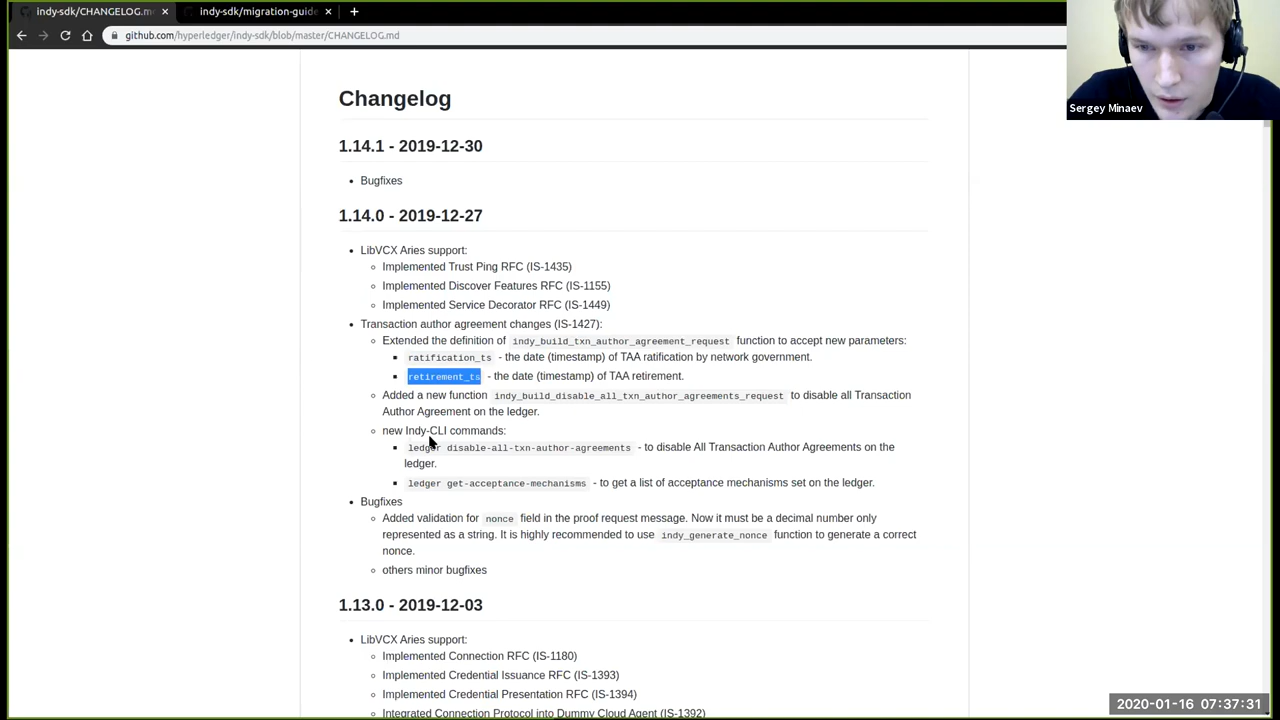 indy-sdk/CHANGELOG.m
indy-sdk/migration-guide
github.com/hyperledger/indy-sdk/blob/master/CHANGELOG.md
Sergey Minaev
Changelog
1.14.1 - 2019-12-30
Bugfixes
1.14.0 - 2019-12-27
LibVCX Aries support:
Implemented Trust Ping RFC (IS-1435)
Implemented Discover Features RFC (IS-1155)
Implemented Service Decorator RFC (IS-1449)
Transaction author agreement changes (IS-1427):
Extended the definition of indy_build_txn_author_agreement_request function to accept new parameters:
ratification_ts - the date (timestamp) of TAA ratification by network government.
retirement_ts - the date (timestamp) of TAA retirement.
Added a new function indy_build_disable_all_txn_author_agreements_request to disable all Transaction
Author Agreement on the ledger.
new Indy-CLI commands:
ledger disable-all-txn-author-agreements - to disable All Transaction Author Agreements on the
ledger.
ledger get-acceptance-mechanisms - to get a list of acceptance mechanisms set on the ledger.
Bugfixes
Added validation for nonce field in the proof request message. Now it must be a decimal number only
represented as a string. It is highly recommended to use indy_generate_nonce function to generate a correct
nonce.
others minor bugfixes
1.13.0 - 2019-12-03
LibVCX Aries support:
Implemented Connection RFC (IS-1180)
Implemented Credential Issuance RFC (IS-1393)
Implemented Credential Presentation RFC (IS-1394)
Integrated Connection Protocol into Dummy Cloud Agent (IS-1392)
2020-01-16 07:37:31